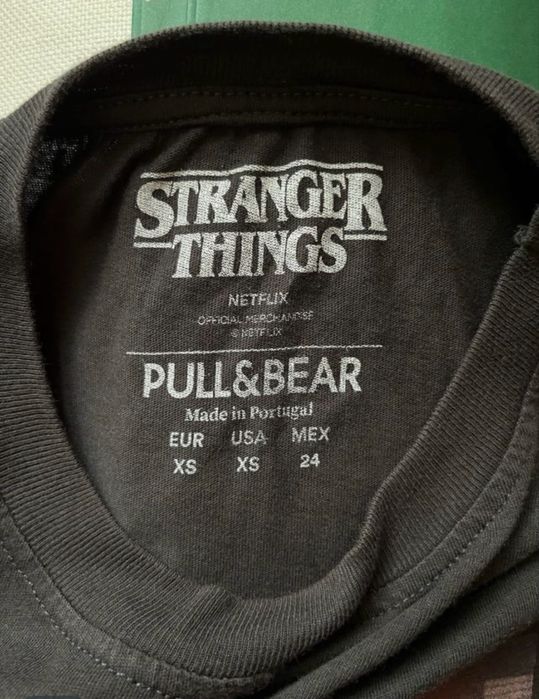 STRANGER
THINGS
NETFLIX
OFFICIAL MERCHANDISE
© NETFLIX
PULL&BEAR
Made in Portugal
EUR USA MEX
XS XS 24